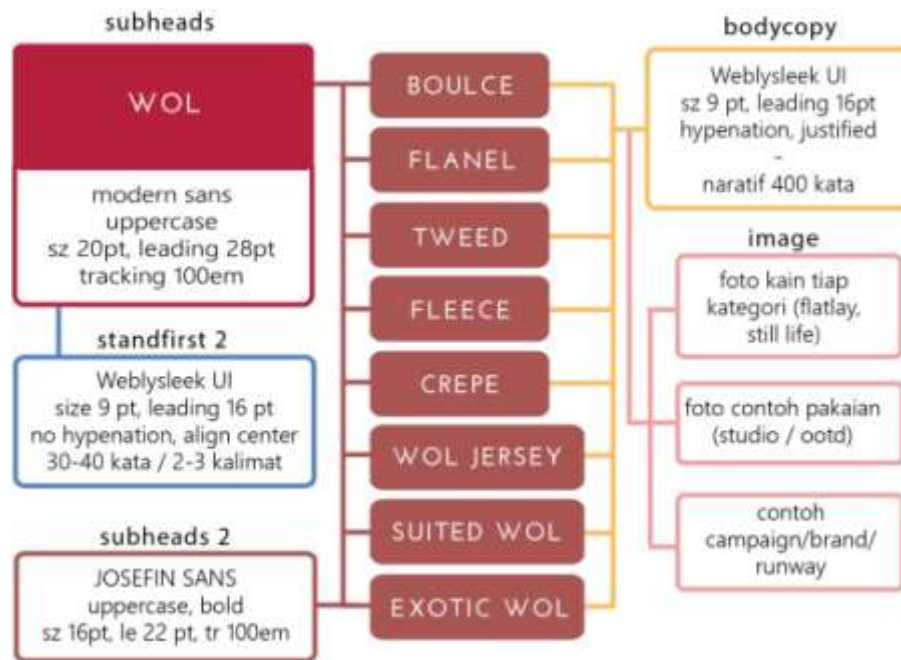 subheads
WOL
modern sans
uppercase
sz 20pt, leading 28pt
tracking 100em
standfirst 2
Weblysleek UI
size 9 pt, leading 16 pt
no hypenation, align center
30-40 kata / 2-3 kalimat
subheads 2
JOSEFIN SANS
uppercase, bold
sz 16pt, le 22 pt, tr 100em
BOULCE
FLANEL
TWEED
FLEECE
CREPE
WOL JERSEY
SUITED WOL
EXOTIC WOL
bodycopy
Weblysleek UI
sz 9 pt, leading 16pt
hypenation, justified
-
naratif 400 kata
image
foto kain tiap
kategori (flatlay,
still life)
foto contoh pakaian
(studio / ootd)
contoh
campaign/brand/
runway